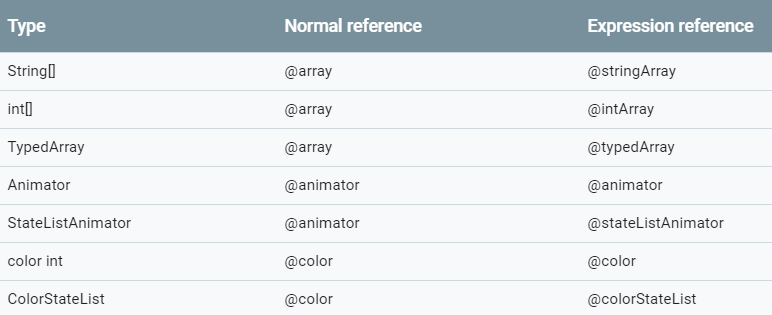 Type Normal reference Expression reference
String[] @array @stringArray
int[] @array @intArray
TypedArray @array @typedArray
Animator @animator @animator
StateListAnimator @animator @stateListAnimator
color int @color @color
ColorStateList @color @colorStateList